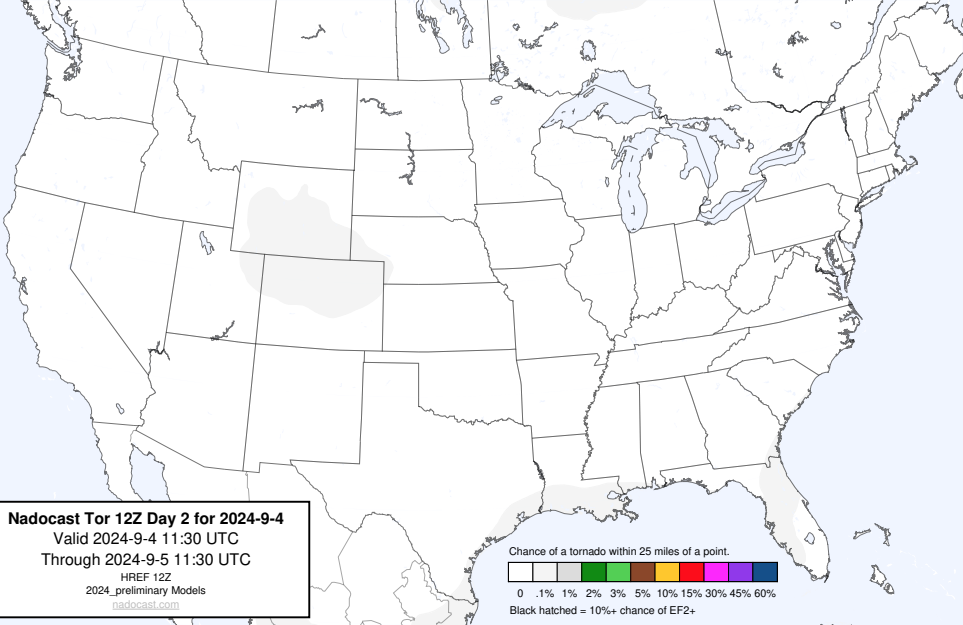 Nadocast Tor 12Z Day 2 for 2024-9-4
Valid 2024-9-4 11:30 UTC
Through 2024-9-5 11:30 UTC
HREF 12Z
2024_preliminary Models
nadocast.com
Chance of a tornado within 25 miles of a point.
0 .1% 1% 2% 3% 5% 10% 15% 30% 45% 60%
Black hatched = 10%+ chance of EF2+